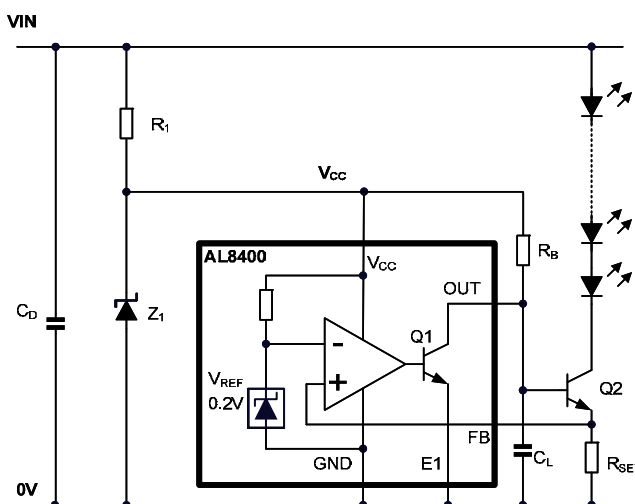 VIN
R1
VCC
AL8400
VCC
RB
OUT
CD
Z1
Q1
-
+
VREF
0.2V
Q2
FB
GND
E1
CL
RSE
0V